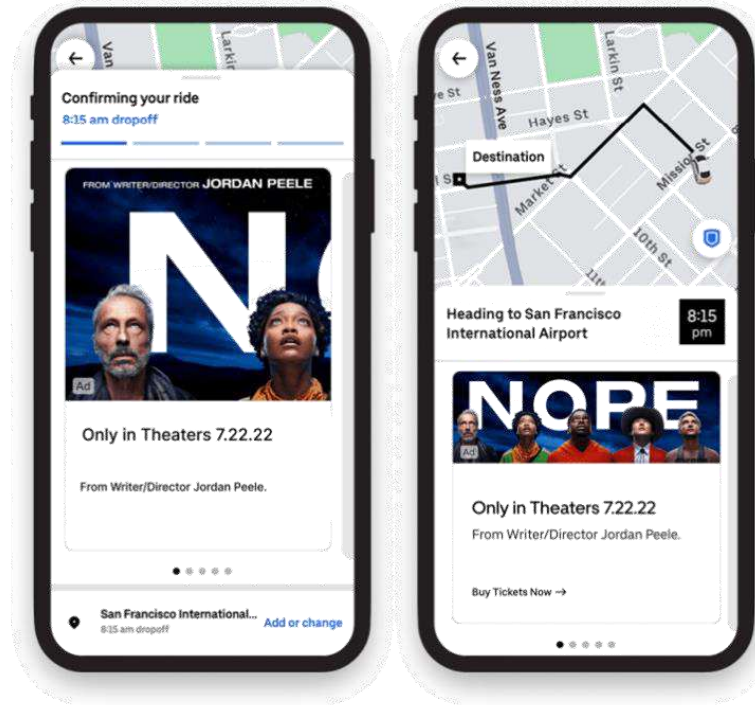 Van
Larkin
Confirming your ride
8:15 am dropoff
FROM WRITER/DIRECTOR JORDAN PEELE
NO
Ad
Only in Theaters 7.22.22
From Writer/Director Jordan Peele.
San Francisco International...
8:15 am dropoff
Add or change
Van Ness Ave
Larkin St
e St
Hayes St
Destination
Market St
Mission St
10th St
11th
Heading to San Francisco
International Airport
8:15
pm
NOPE
Ad
Only in Theaters 7.22.22
From Writer/Director Jordan Peele.
Buy Tickets Now →